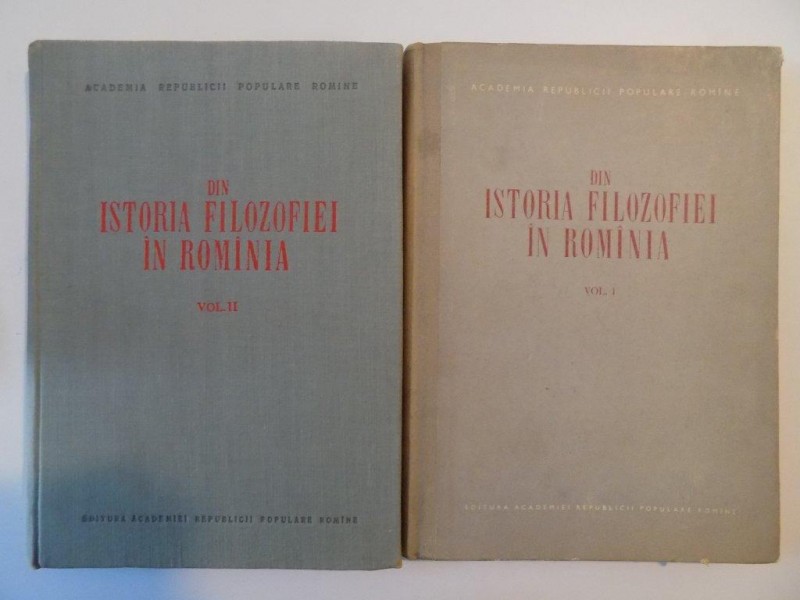 ACADEMIA REPUBLICII POPULARE ROMINE
DIN
ISTORIA FILOZOFIEI
ÎN ROMÎNIA
VOL. II
EDITURA ACADEMIEI REPUBLICII POPULARE ROMÎNE
ACADEMIA REPUBLICII POPULARE ROMÎNE
DIN
ISTORIA FILOZOFIEI
ÎN ROMÎNIA
VOL. I
EDITURA ACADEMIEI REPUBLICII POPULARE ROMÎNE